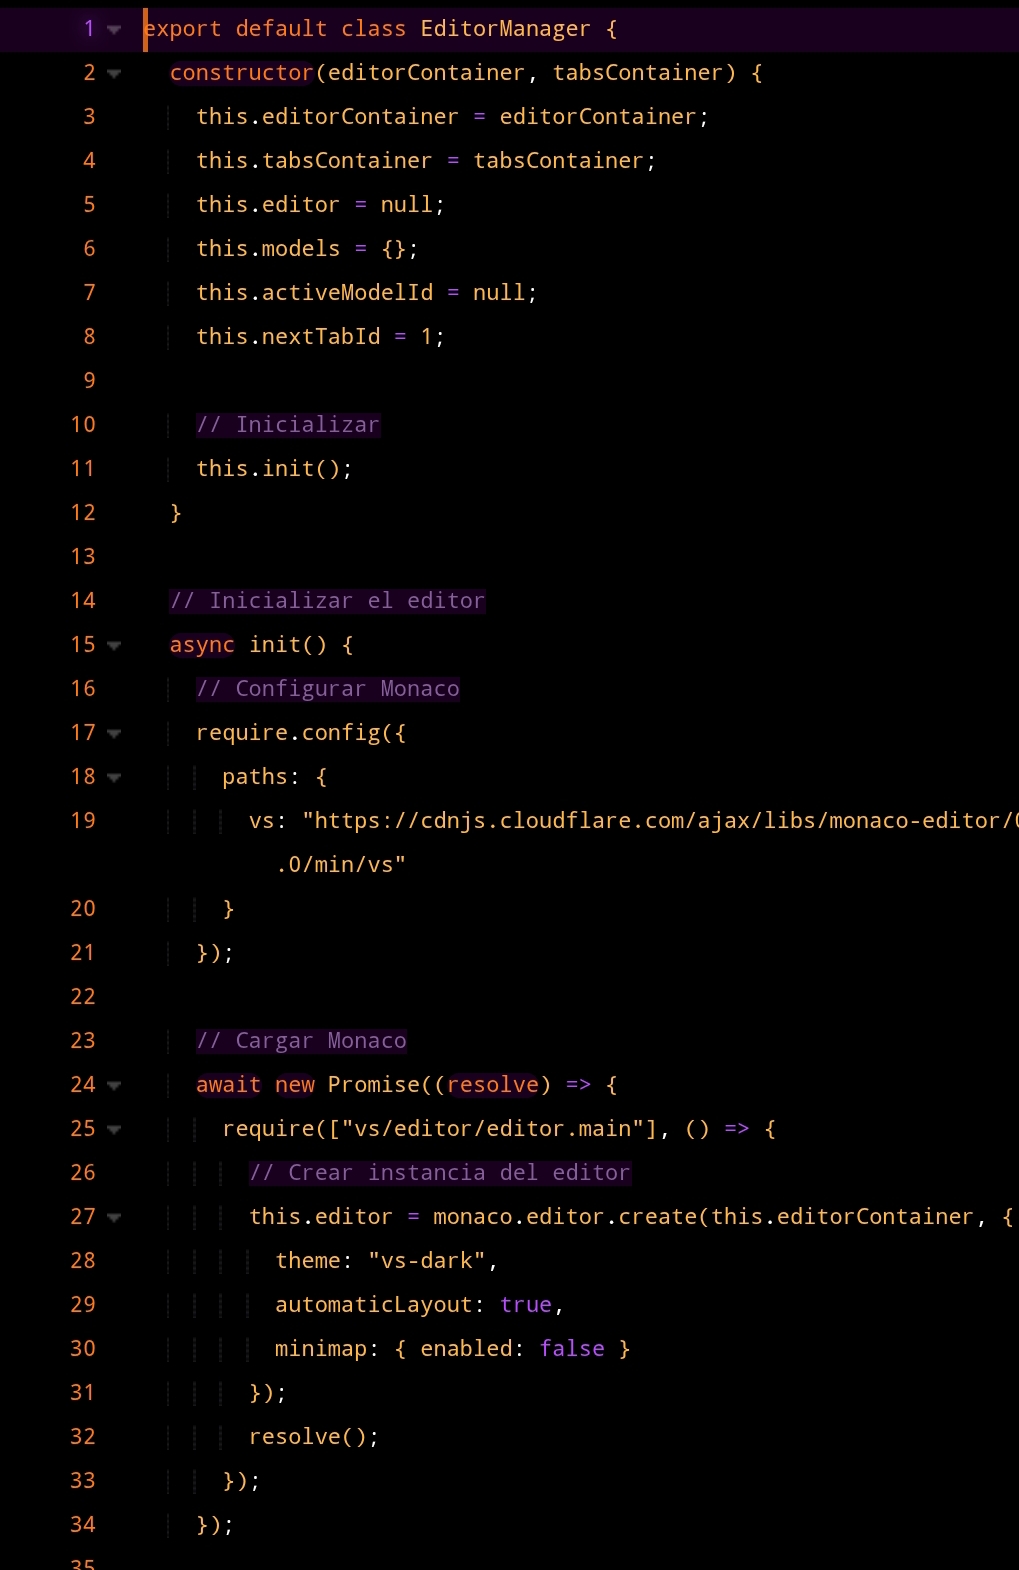 1 export default class EditorManager {
2 constructor(editorContainer, tabsContainer) {
3 this.editorContainer = editorContainer;
4 this.tabsContainer = tabsContainer;
5 this.editor = null;
6 this.models = {};
7 this.activeModelId = null;
8 this.nextTabId = 1;
9
10 // Inicializar
11 this.init();
12 }
13
14 // Inicializar el editor
15 async init() {
16 // Configurar Monaco
17 require.config({
18 paths: {
19 vs: "https://cdnjs.cloudflare.com/ajax/libs/monaco-editor/0
.0/min/vs"
20 }
21 });
22
23 // Cargar Monaco
24 await new Promise((resolve) => {
25 require(["vs/editor/editor.main"], () => {
26 // Crear instancia del editor
27 this.editor = monaco.editor.create(this.editorContainer, {
28 theme: "vs-dark",
29 automaticLayout: true,
30 minimap: { enabled: false }
31 });
32 resolve();
33 });
34 });
35